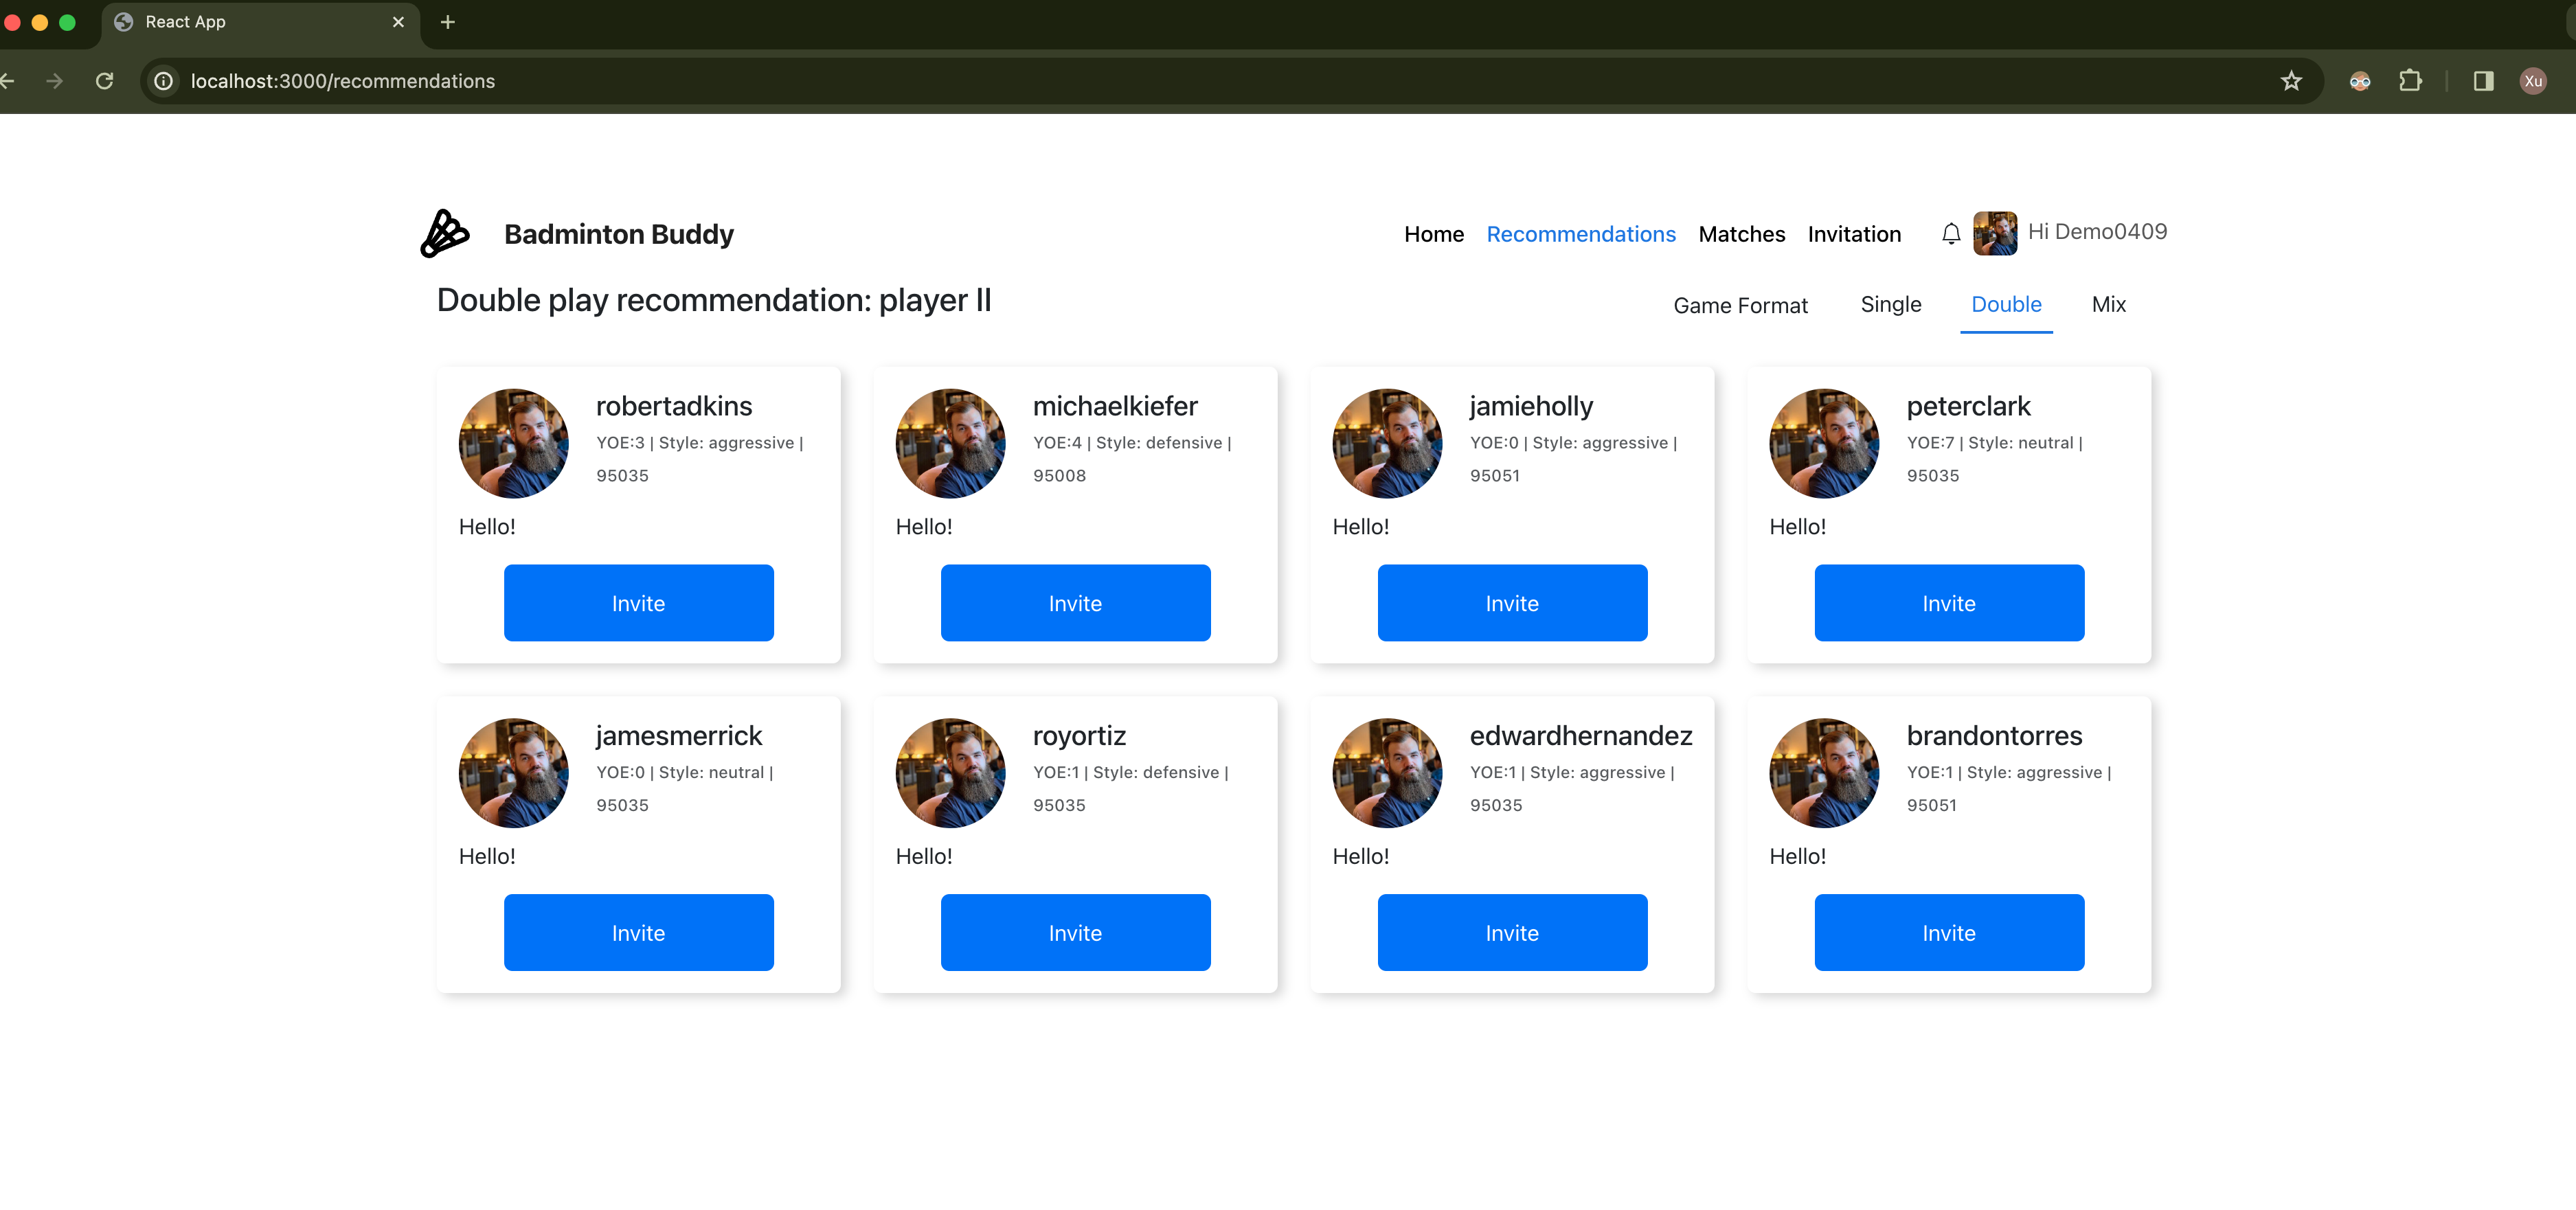 React App
localhost:3000/recommendations
Xu
Badminton Buddy
Home Recommendations Matches Invitation Hi Demo0409
Double play recommendation: player II
Game Format Single Double Mix
robertadkins
YOE:3 | Style: aggressive |
95035
Hello!
Invite
michaelkiefer
YOE:4 | Style: defensive |
95008
Hello!
Invite
jamieholly
YOE:0 | Style: aggressive |
95051
Hello!
Invite
peterclark
YOE:7 | Style: neutral |
95035
Hello!
Invite
jamesmerrick
YOE:0 | Style: neutral |
95035
Hello!
Invite
royortiz
YOE:1 | Style: defensive |
95035
Hello!
Invite
edwardhernandez
YOE:1 | Style: aggressive |
95035
Hello!
Invite
brandontorres
YOE:1 | Style: aggressive |
95051
Hello!
Invite